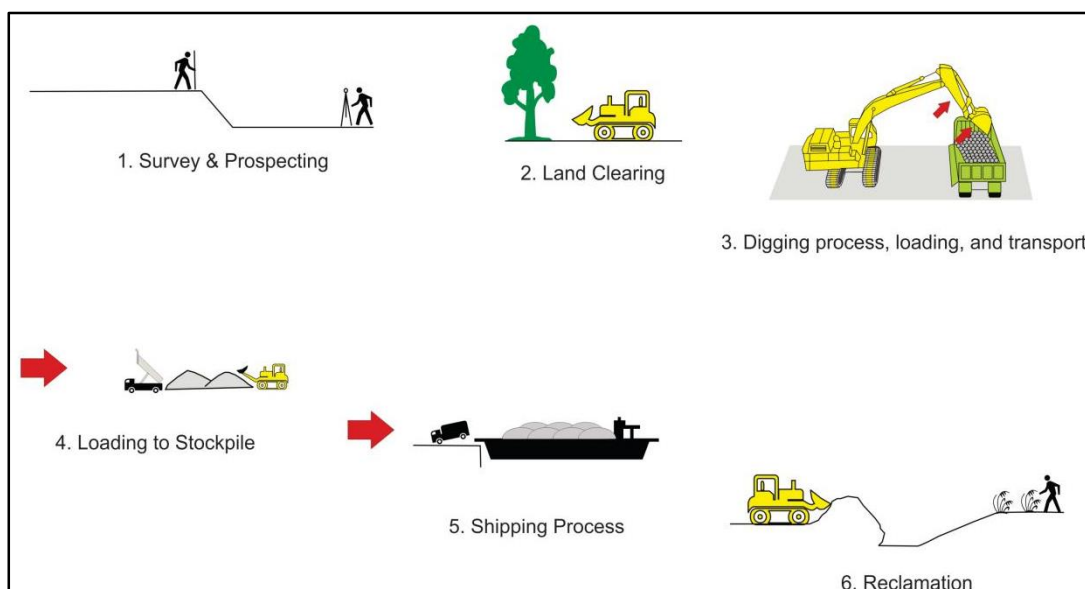 1. Survey & Prospecting
2. Land Clearing
3. Digging process, loading, and transport
4. Loading to Stockpile
5. Shipping Process
6. Reclamation